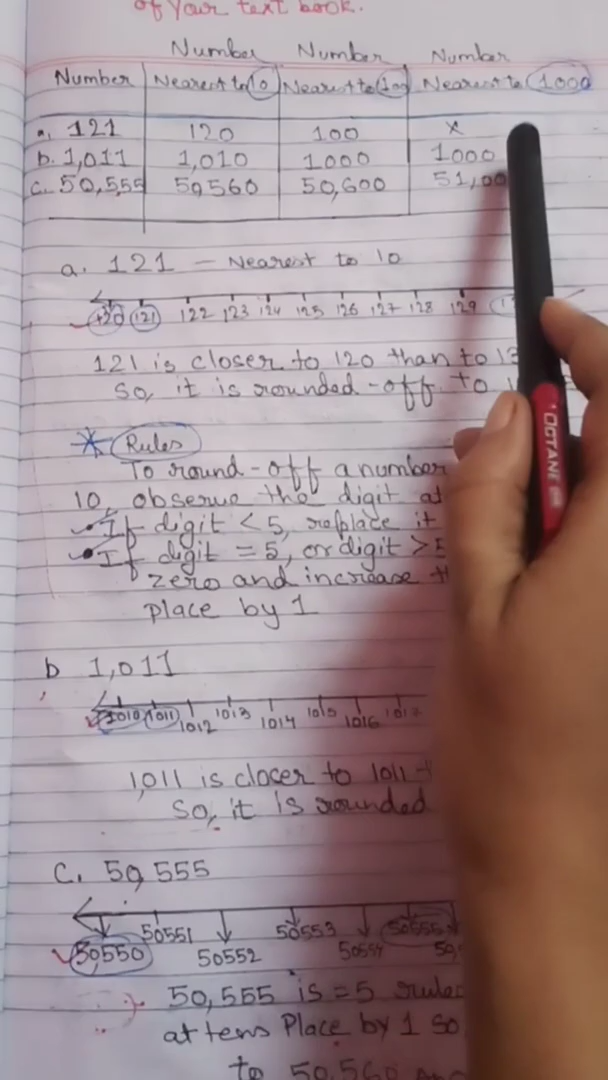 of your text book.
Number Number Number
Number Nearest to 10 Nearest to 100 Nearest to 1000
a. 121 120 100 x
b. 1,011 1,010 1000 1000
c. 50,555 50560 50,600 51,00
a. 121 — Nearest to 10
120 121 122 123 124 125 126 127 128 129
121 is closer to 120 than to
So, it is rounded-off to
Rules
To round-off a number
10, observe the digit at
If digit < 5, replace it
If digit = 5, or digit > 5
zero and increase
place by 1
b 1,011
1010 1011 1012 1013 1014 1015 1016 1017
1,011 is closer to 1011
So, it is rounded
C. 50,555
50550 50551 50552 50553 50554 50555
50,555 is = 5 rule
at tens Place by 1 So
to 50,560
OCTANE